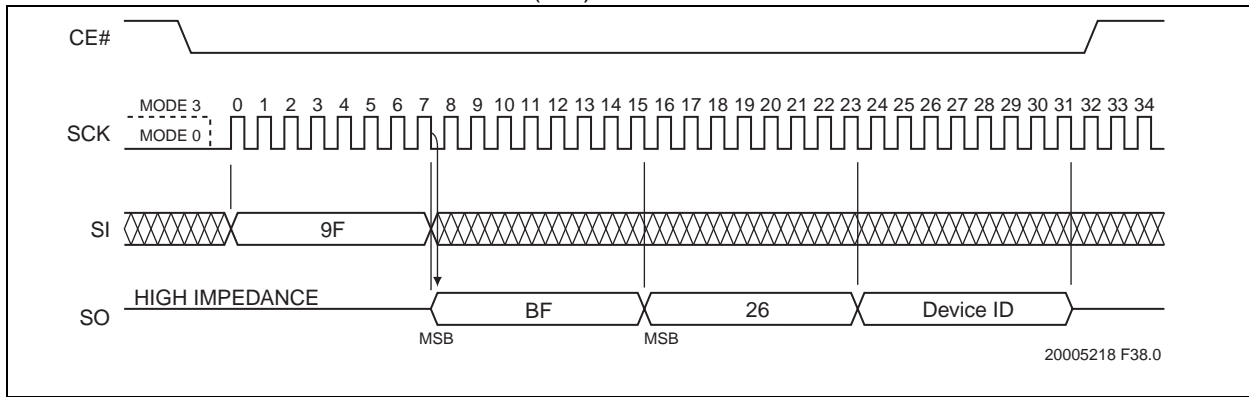 CE#
MODE 3 0 1 2 3 4 5 6 7 8 9 10 11 12 13 14 15 16 17 18 19 20 21 22 23 24 25 26 27 28 29 30 31 32 33 34
SCK MODE 0
SI 9F
HIGH IMPEDANCE
SO BF 26 Device ID
MSB MSB
20005218 F38.0